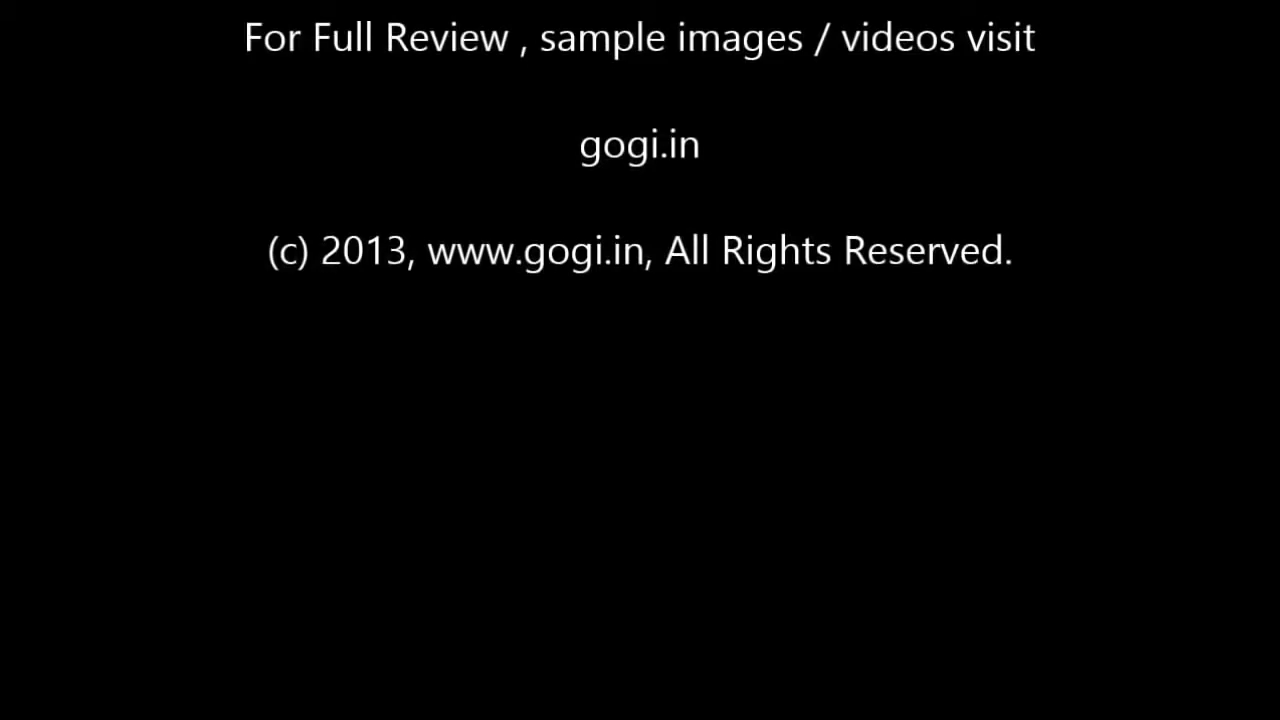 For Full Review , sample images / videos visit
gogi.in
(c) 2013, www.gogi.in, All Rights Reserved.